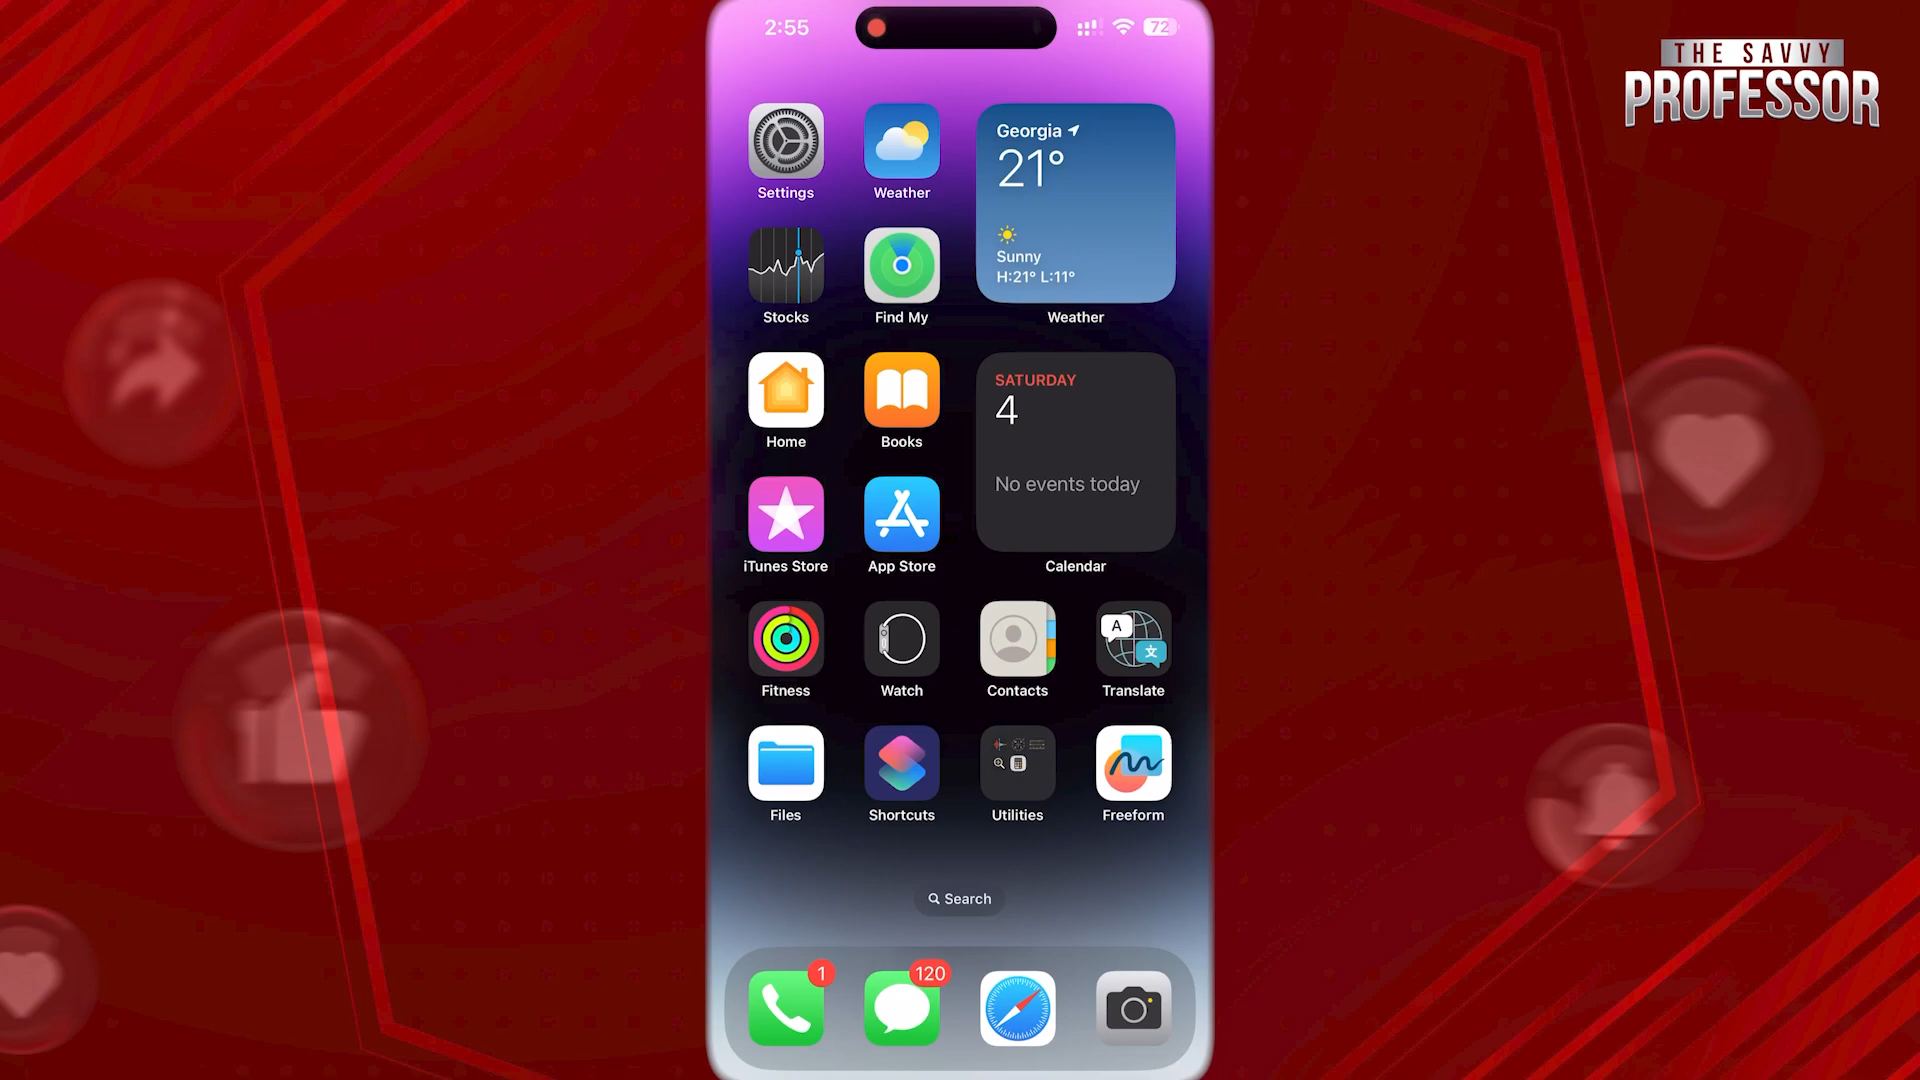 2:55
72
THE SAVVY
PROFESSOR
Settings
Weather
Georgia
21°
Sunny
H:21° L:11°
Weather
Stocks
Find My
Home
Books
SATURDAY
4
No events today
Calendar
iTunes Store
App Store
Fitness
Watch
Contacts
A
文
Translate
Files
Shortcuts
Utilities
Freeform
Search
1
120